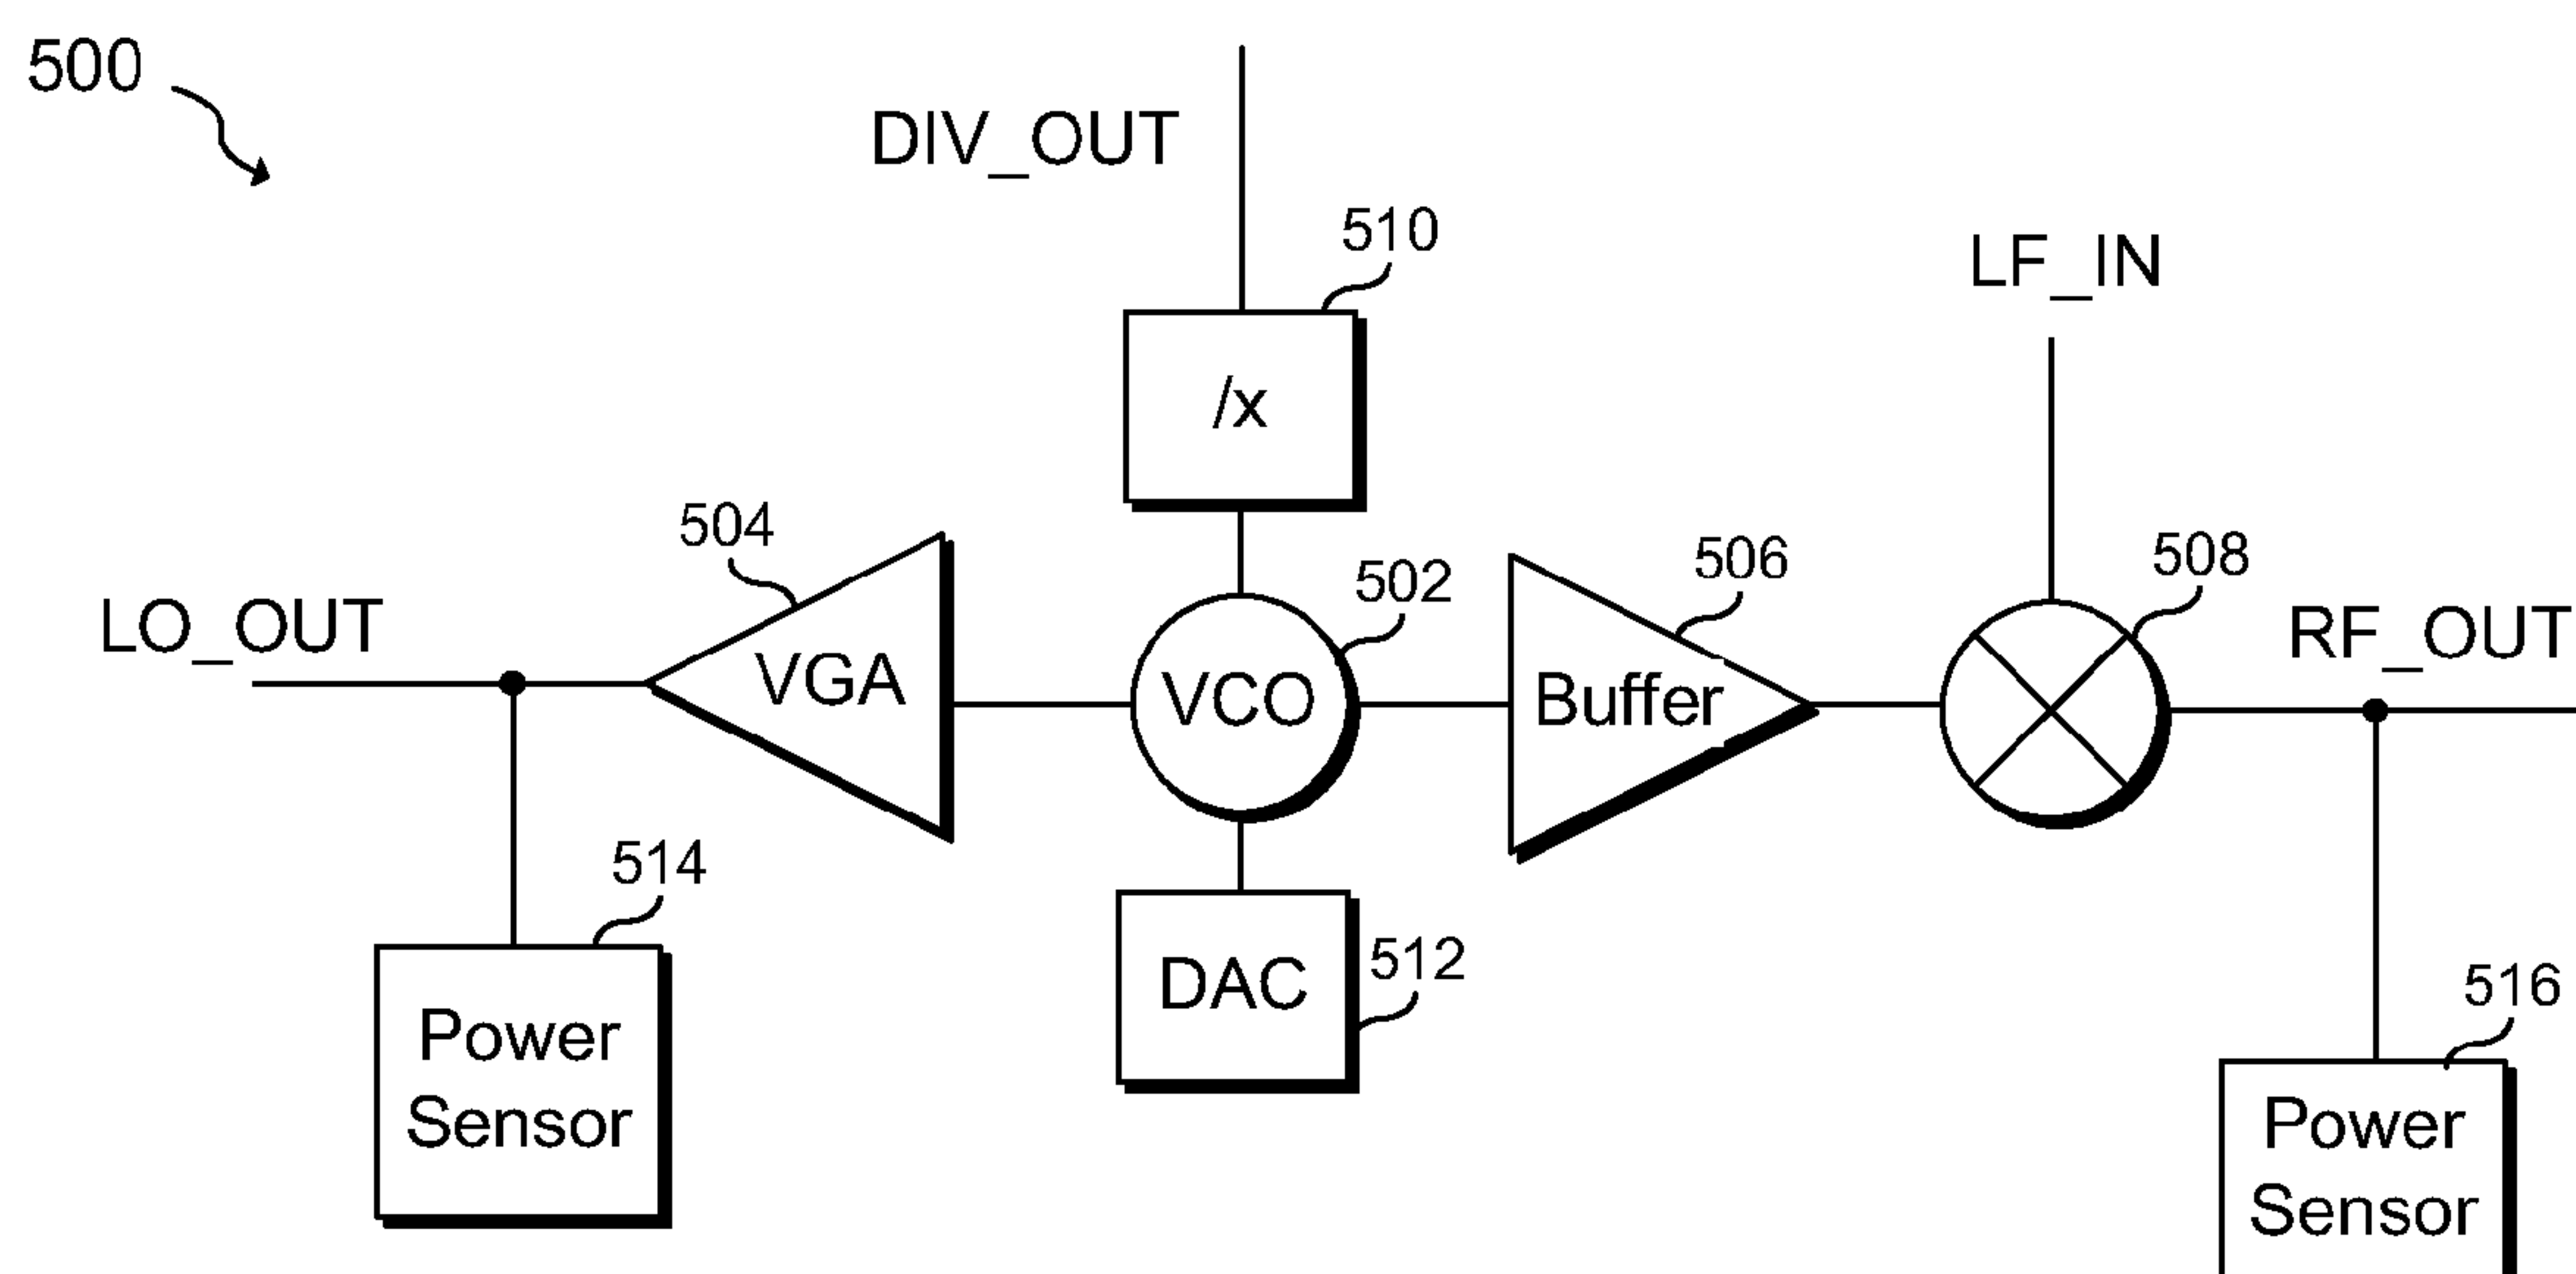 500
DIV_OUT
510
LF_IN
/x
504
506
508
502
LO_OUT
RF_OUT
VGA
VCO
Buffer
514
512
DAC
516
Power
Sensor
Power
Sensor